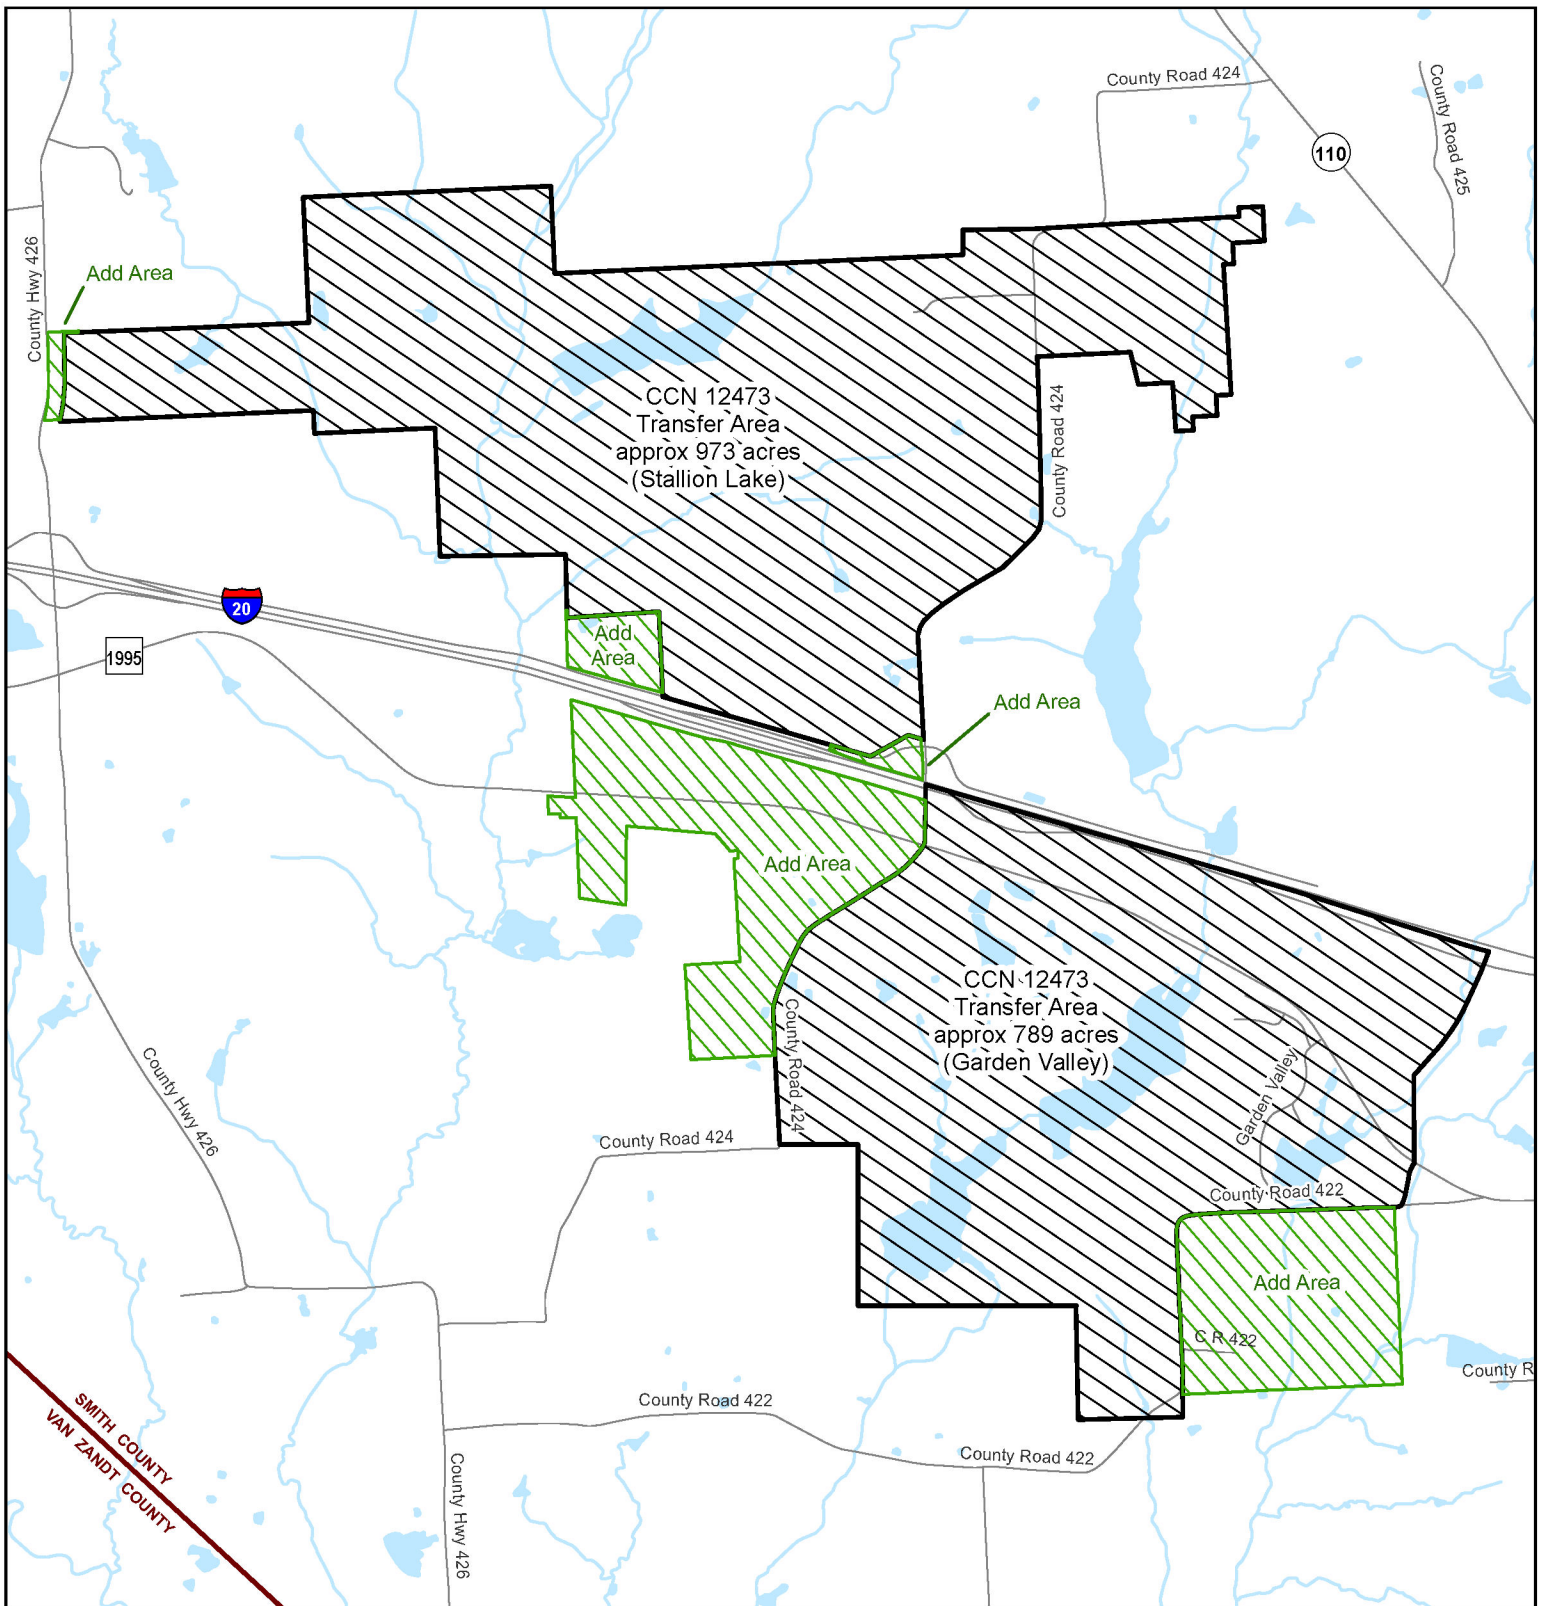 County Road 424
County Road 425
110
County Hwy 426
Add Area
CCN 12473
Transfer Area
approx 973 acres
(Stallion Lake)
County Road 424
20
1995
Add
Area
Add Area
Add Area
CCN 12473
Transfer Area
approx 789 acres
(Garden Valley)
County Road 424
Garden Valley
County Hwy 426
County Road 424
County Road 422
Add Area
C R 422
County R
County Road 422
County Road 422
SMITH COUNTY
VAN ZANDT COUNTY
County Hwy 426